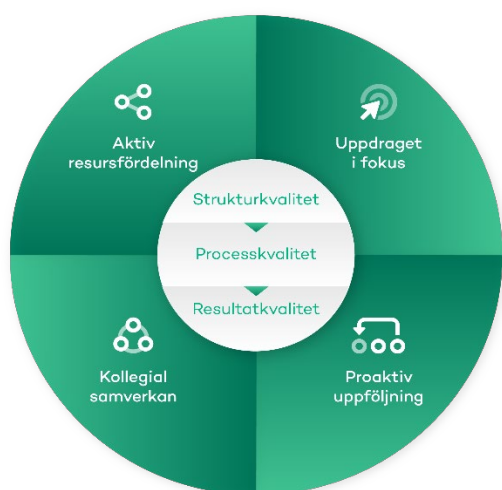 Aktiv
resursfördelning
Uppdraget
i fokus
Strukturkvalitet
Processkvalitet
Resultatkvalitet
Kollegial
samverkan
Proaktiv
uppföljning